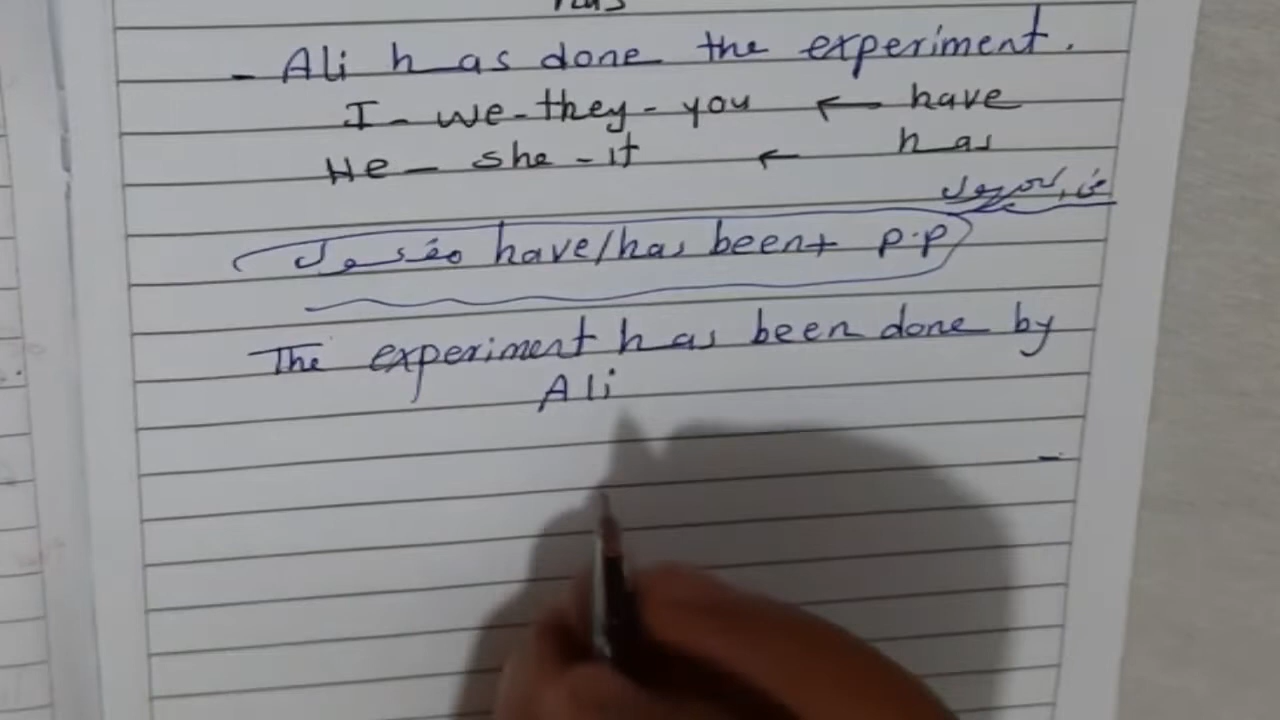 - Ali has done the experiment.
I - we - they - you ← have
He - she - it ← has
مفعول have/has been + p.p
The experiment has been done by
Ali
-